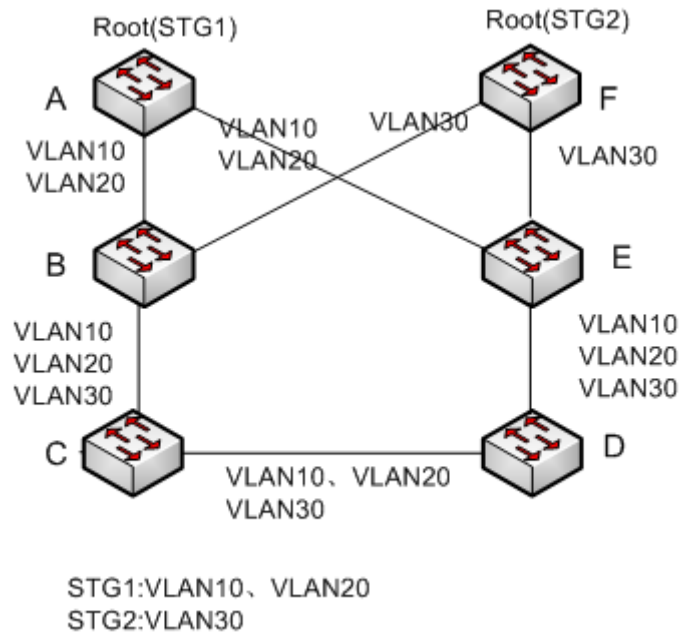 Root(STG1)
Root(STG2)
A
F
VLAN10
VLAN20
VLAN10
VLAN20
VLAN30
VLAN30
B
E
VLAN10
VLAN20
VLAN30
VLAN10
VLAN20
VLAN30
C
D
VLAN10、VLAN20
VLAN30
STG1:VLAN10、VLAN20
STG2:VLAN30